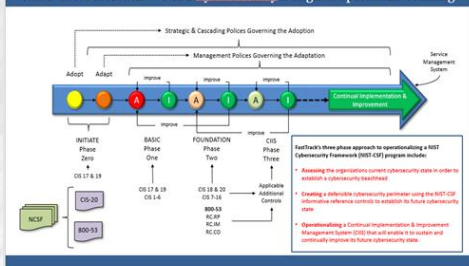 Strategic & Cascading Polices Governing the Adoption
Management Polices Governing the Adaptation
Service
Management
System
Adopt
Adapt
improve
improve
improve
A
I
A
I
A
I
Continual Implementation &
Improvement
improve
improve
INITIATE
Phase
Zero
BASIC
Phase
One
FOUNDATION
Phase
Two
CIIS
Phase
Three
CIS 17 & 19
CIS 17 & 19
CIS 1-6
CIS 18 & 20
CIS 7-16
800-53
RC.RP
RC.IM
RC.CO
Applicable
Additional
Controls
NCSF
CIS-20
800-53
FastTrack's three phase approach to operationalizing a NIST
Cybersecurity Framework (NIST-CSF) program include:
• Assessing the organizations current cybersecurity state in order to
establish a cybersecurity beachhead
• Creating a defensible cybersecurity perimeter using the NIST-CSF
informative reference controls to establish its future cybersecurity
state
• Operationalizing a Continual Implementation & Improvement
Management System (CIIS) that will enable it to sustain and
continually improve its future cybersecurity state.